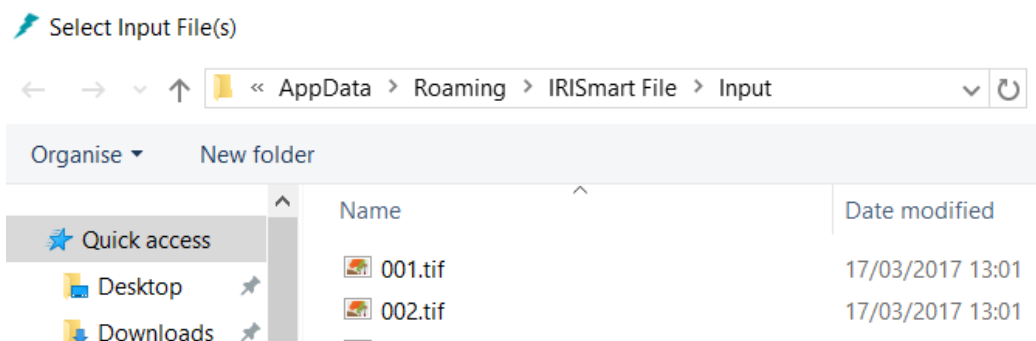 Select Input File(s)
« AppData > Roaming > IRISmart File > Input
Organise New folder
Name Date modified
Quick access
001.tif 17/03/2017 13:01
Desktop
002.tif 17/03/2017 13:01
Downloads